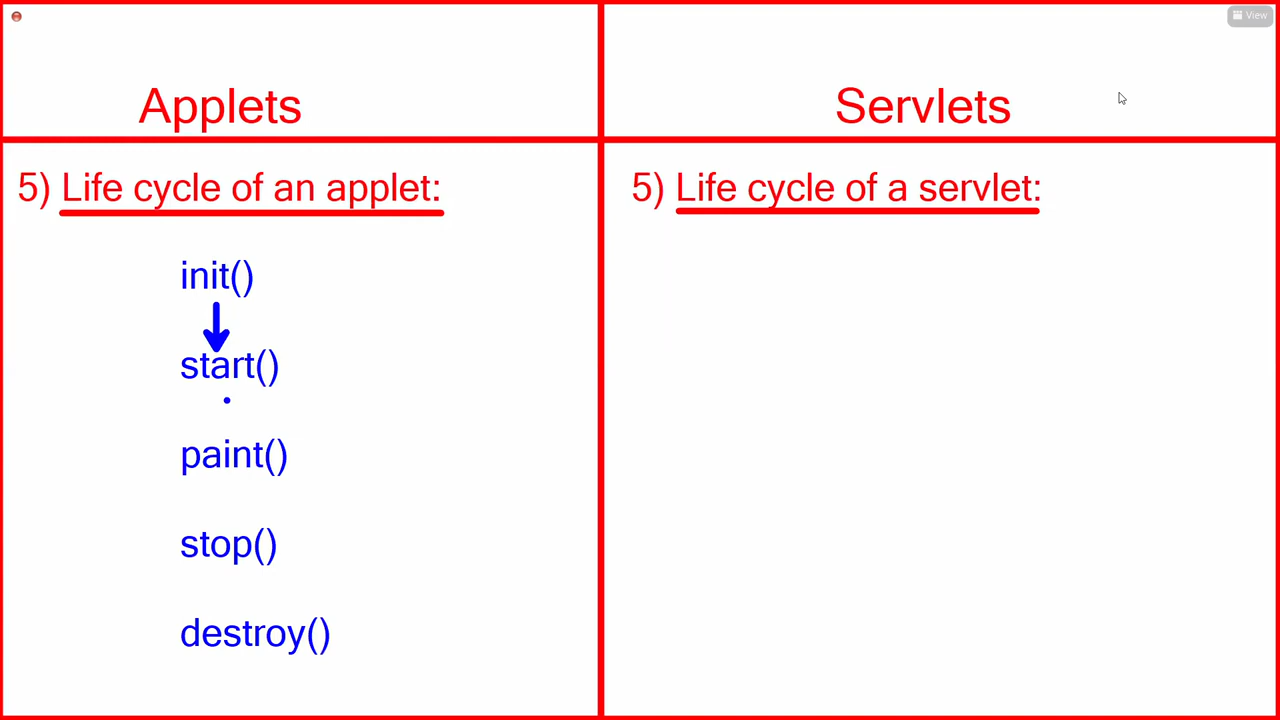 View
Applets
Servlets
5) Life cycle of an applet:
init()
start()
paint()
stop()
destroy()
5) Life cycle of a servlet: